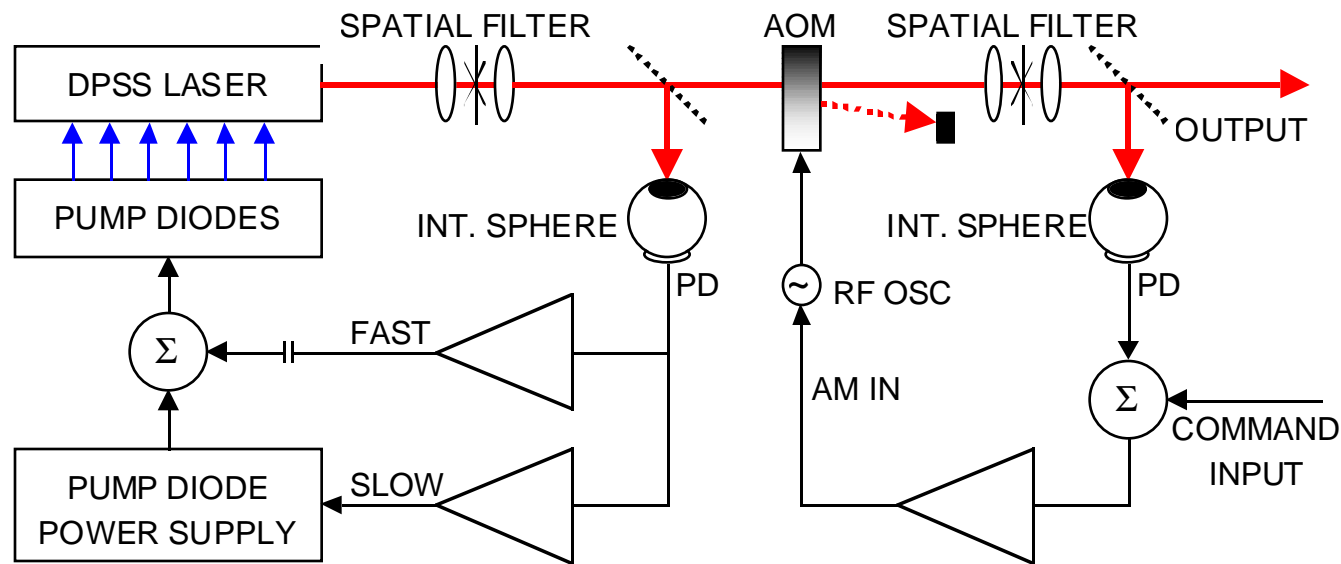 SPATIAL FILTER
AOM
SPATIAL FILTER
DPSS LASER
OUTPUT
PUMP DIODES
INT. SPHERE
INT. SPHERE
PD
~
RF OSC
PD
FAST
Σ
AM IN
Σ
COMMAND
INPUT
SLOW
PUMP DIODE
POWER SUPPLY